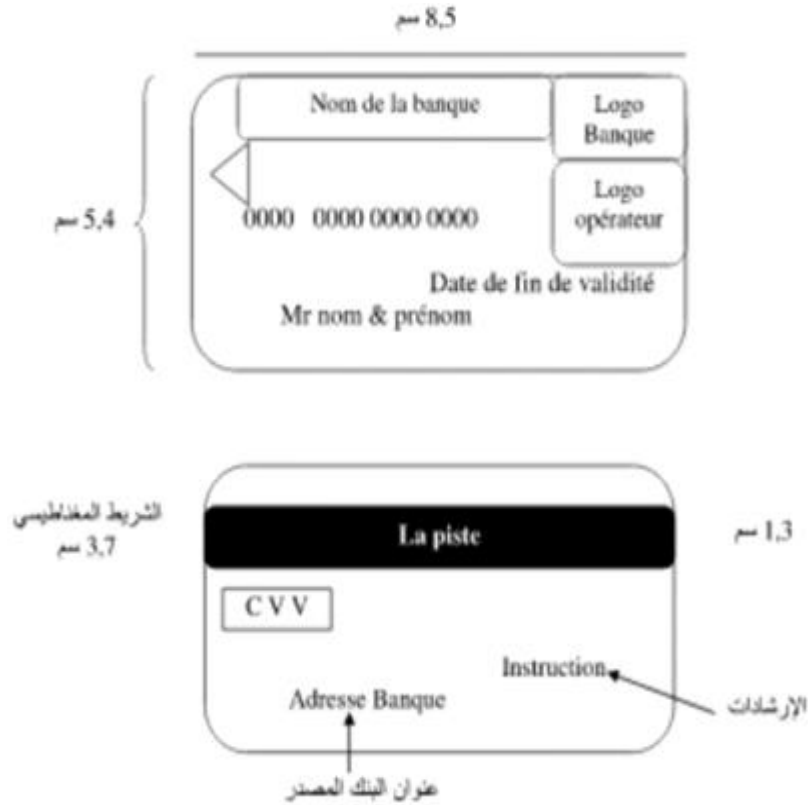 8,5 سم
Nom de la banque
Logo
Banque
Logo
opérateur
5,4 سم
0000 0000 0000 0000
Date de fin de validité
Mr nom & prénom
الشريط المغناطيسي
3,7 سم
La piste
1,3 سم
C V V
Instruction
الإرشادات
Adresse Banque
عنوان البنك المصدر